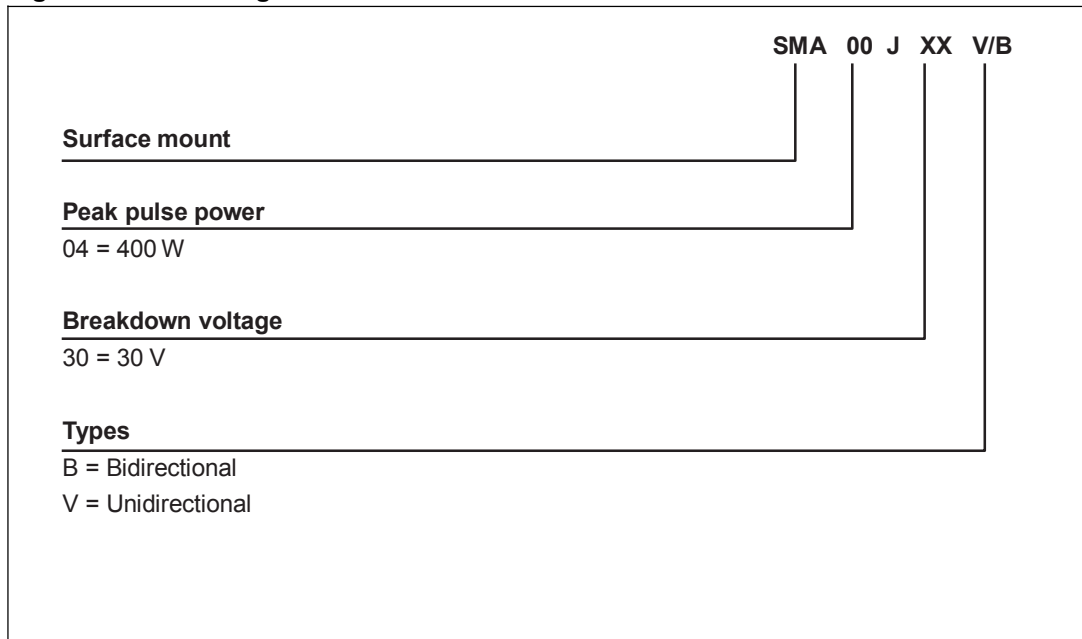 SMA 00 J XX V/B
Surface mount
Peak pulse power
04 = 400 W
Breakdown voltage
30 = 30 V
Types
B = Bidirectional
V = Unidirectional